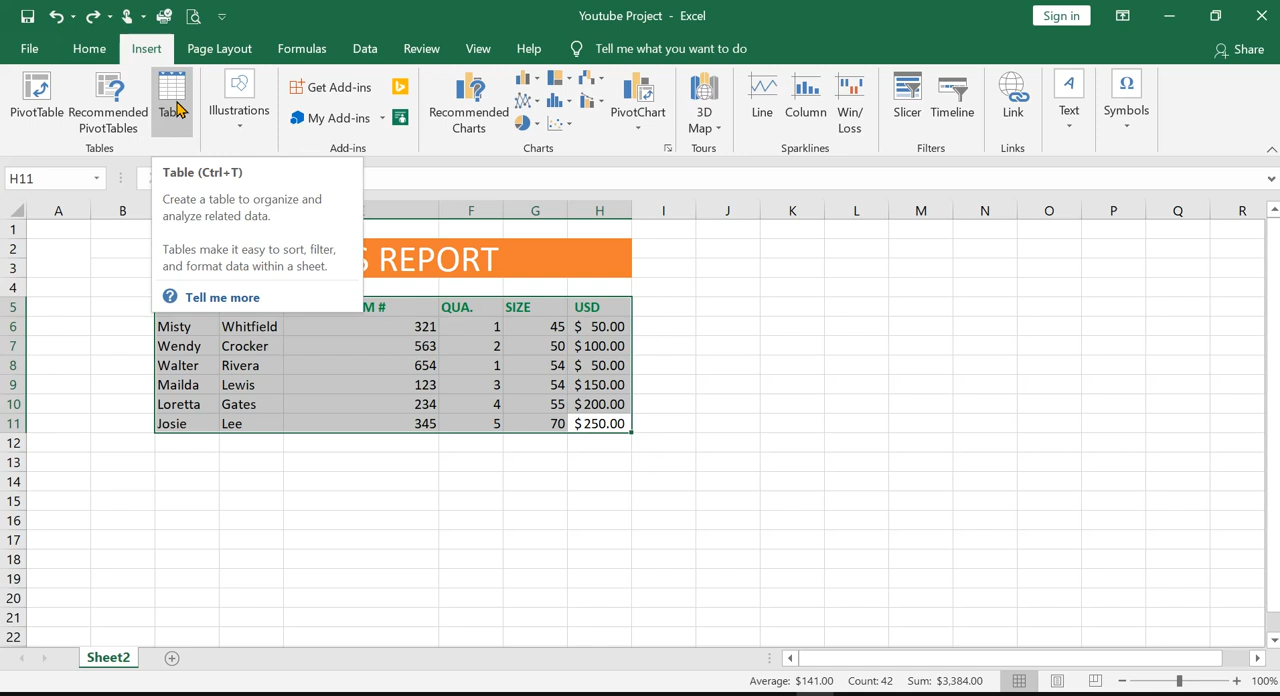 Youtube Project - Excel
Sign in
File Home Insert Page Layout Formulas Data Review View Help Tell me what you want to do Share
PivotTable Recommended PivotTables Table
Tables
Illustrations
Get Add-ins
My Add-ins
Add-ins
Recommended Charts
PivotChart
Charts
3D Map
Tours
Line Column Win/Loss
Sparklines
Slicer Timeline
Filters
Link
Links
Text
Symbols
H11
Table (Ctrl+T)
Create a table to organize and
analyze related data.
Tables make it easy to sort, filter,
and format data within a sheet.
Tell me more
A B F G H I J K L M N O P Q R
1
2
3
4
5
6
7
8
9
10
11
12
13
14
15
16
17
18
19
20
21
22
S REPORT
M # QUA. SIZE USD
Misty Whitfield 321 1 45 $ 50.00
Wendy Crocker 563 2 50 $ 100.00
Walter Rivera 654 1 54 $ 50.00
Mailda Lewis 123 3 54 $ 150.00
Loretta Gates 234 4 55 $ 200.00
Josie Lee 345 5 70 $ 250.00
Sheet2
Average: $141.00 Count: 42 Sum: $3,384.00 100%